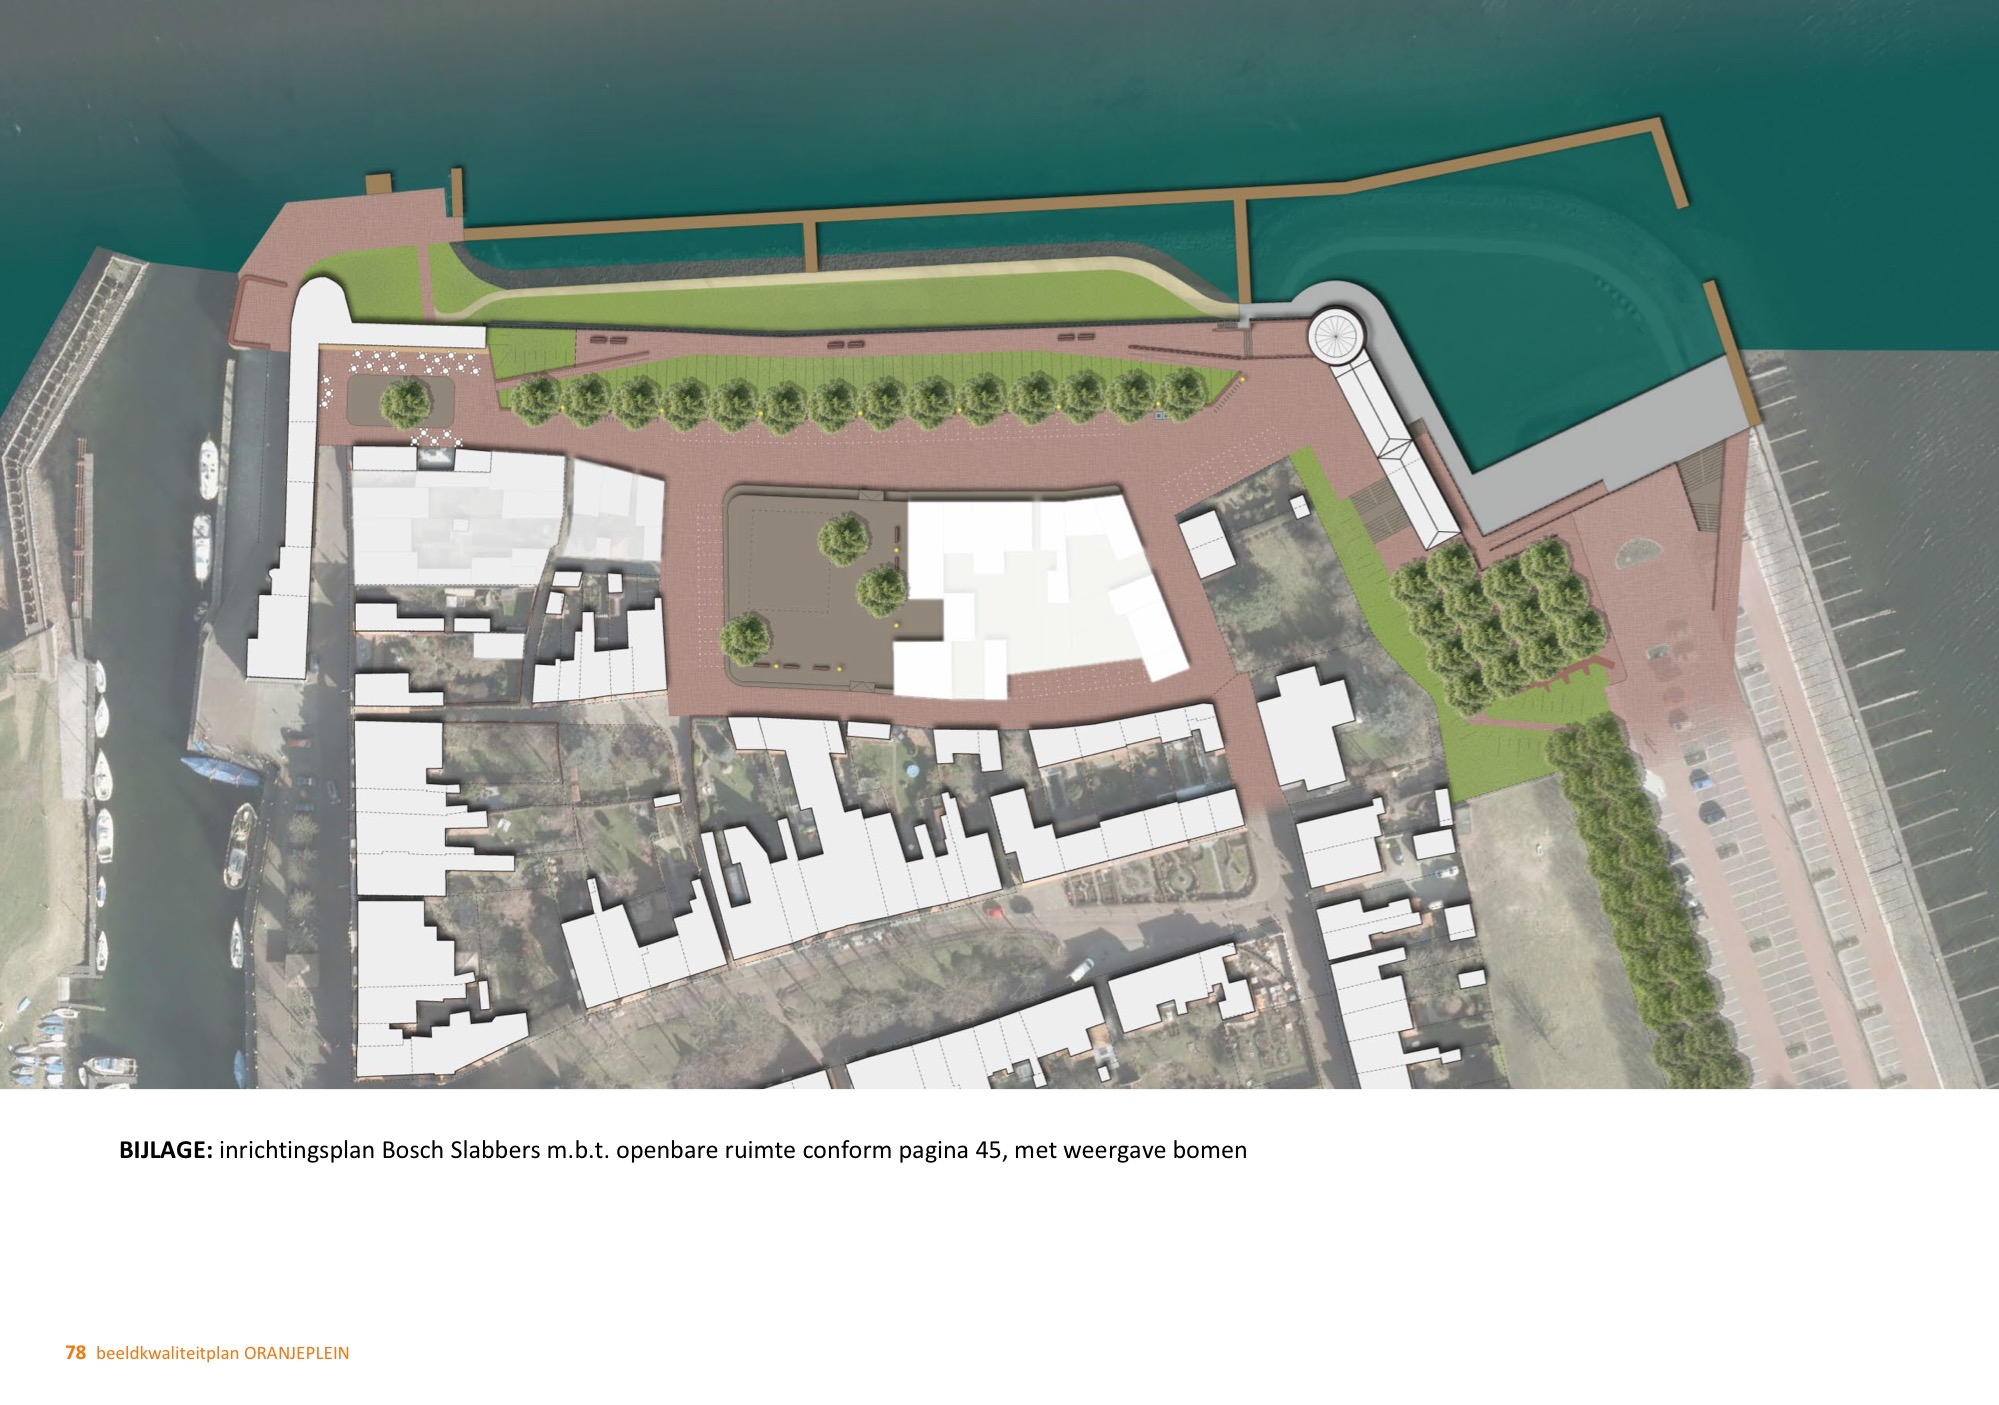 BIJLAGE: inrichtingsplan Bosch Slabbers m.b.t. openbare ruimte conform pagina 45, met weergave bomen
78 beeldkwaliteitplan ORANJEPLEIN